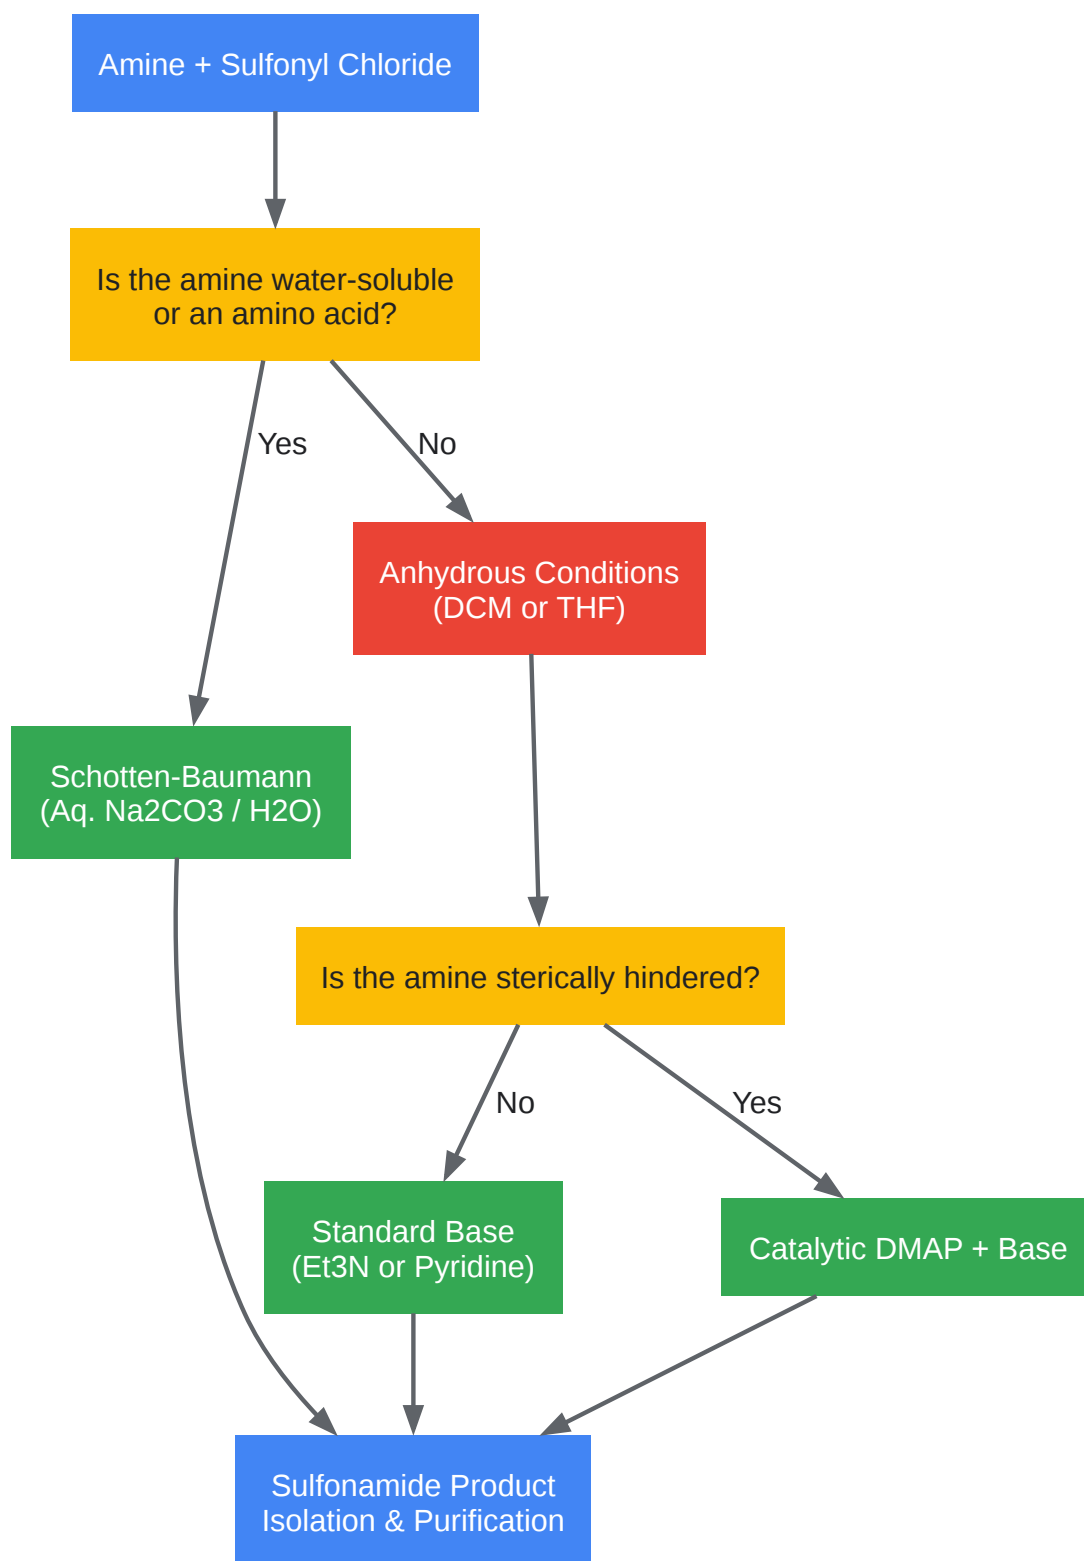 Amine + Sulfonyl Chloride
Is the amine water-soluble
or an amino acid?
Yes
No
Anhydrous Conditions
(DCM or THF)
Schotten-Baumann
(Aq. Na2CO3 / H2O)
Is the amine sterically hindered?
No
Yes
Standard Base
(Et3N or Pyridine)
Catalytic DMAP + Base
Sulfonamide Product
Isolation & Purification